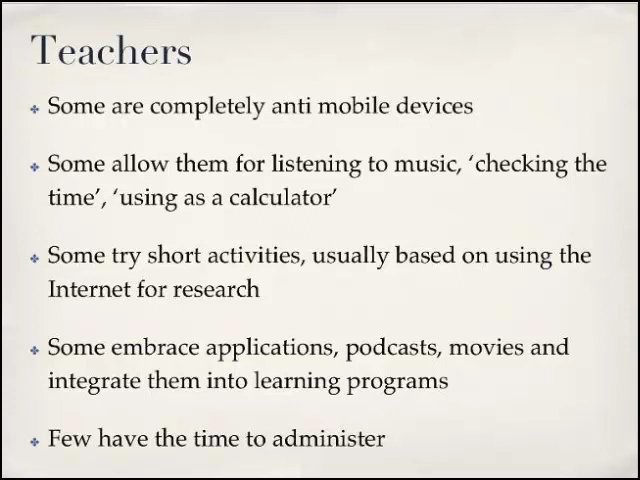 Teachers
Some are completely anti mobile devices
Some allow them for listening to music, ‘checking the
time’, ‘using as a calculator’
Some try short activities, usually based on using the
Internet for research
Some embrace applications, podcasts, movies and
integrate them into learning programs
Few have the time to administer